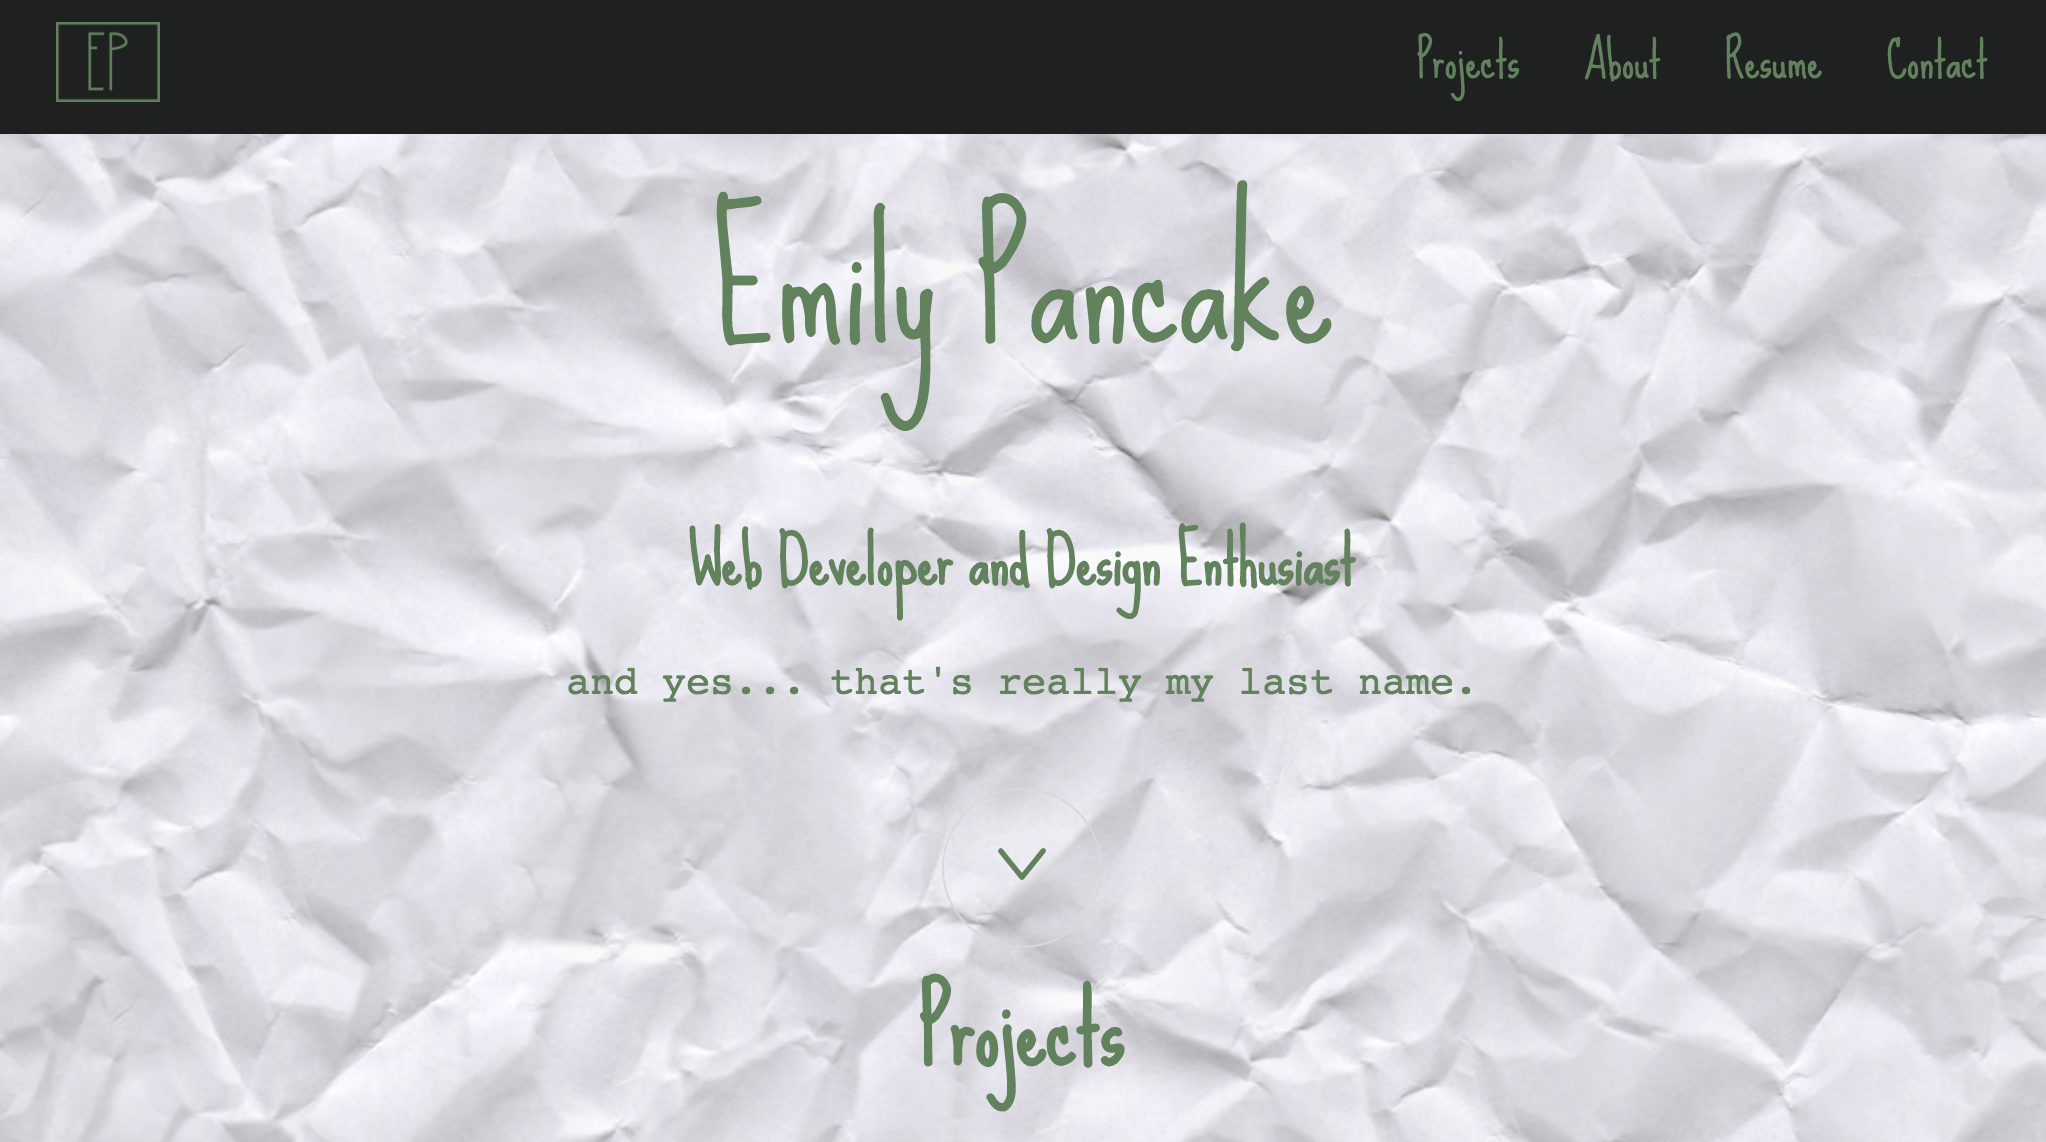 EP
Projects About Resume Contact
Emily Pancake
Web Developer and Design Enthusiast
and yes... that's really my last name.
Projects